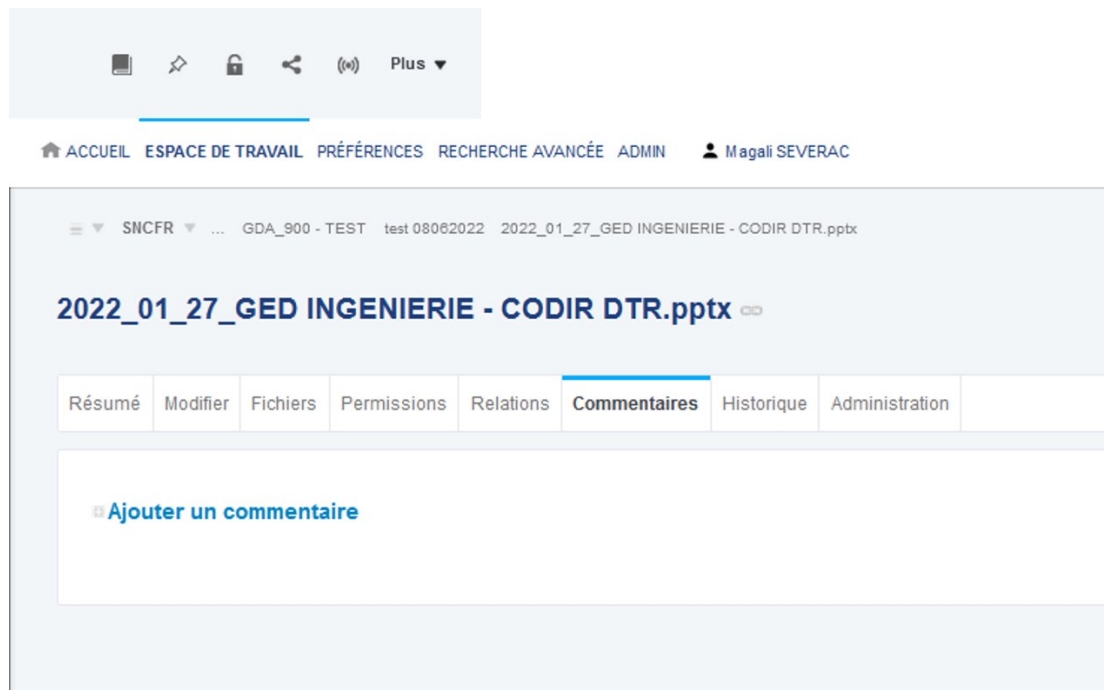 Plus ▼
ACCUEIL ESPACE DE TRAVAIL PRÉFÉRENCES RECHERCHE AVANCÉE ADMIN Magali SEVERAC
SNCFR ▼ ... GDA_900 - TEST test 08062022 2022_01_27_GED INGENIERIE - CODIR DTR.pptx
2022_01_27_GED INGENIERIE - CODIR DTR.pptx
Résumé Modifier Fichiers Permissions Relations Commentaires Historique Administration
Ajouter un commentaire